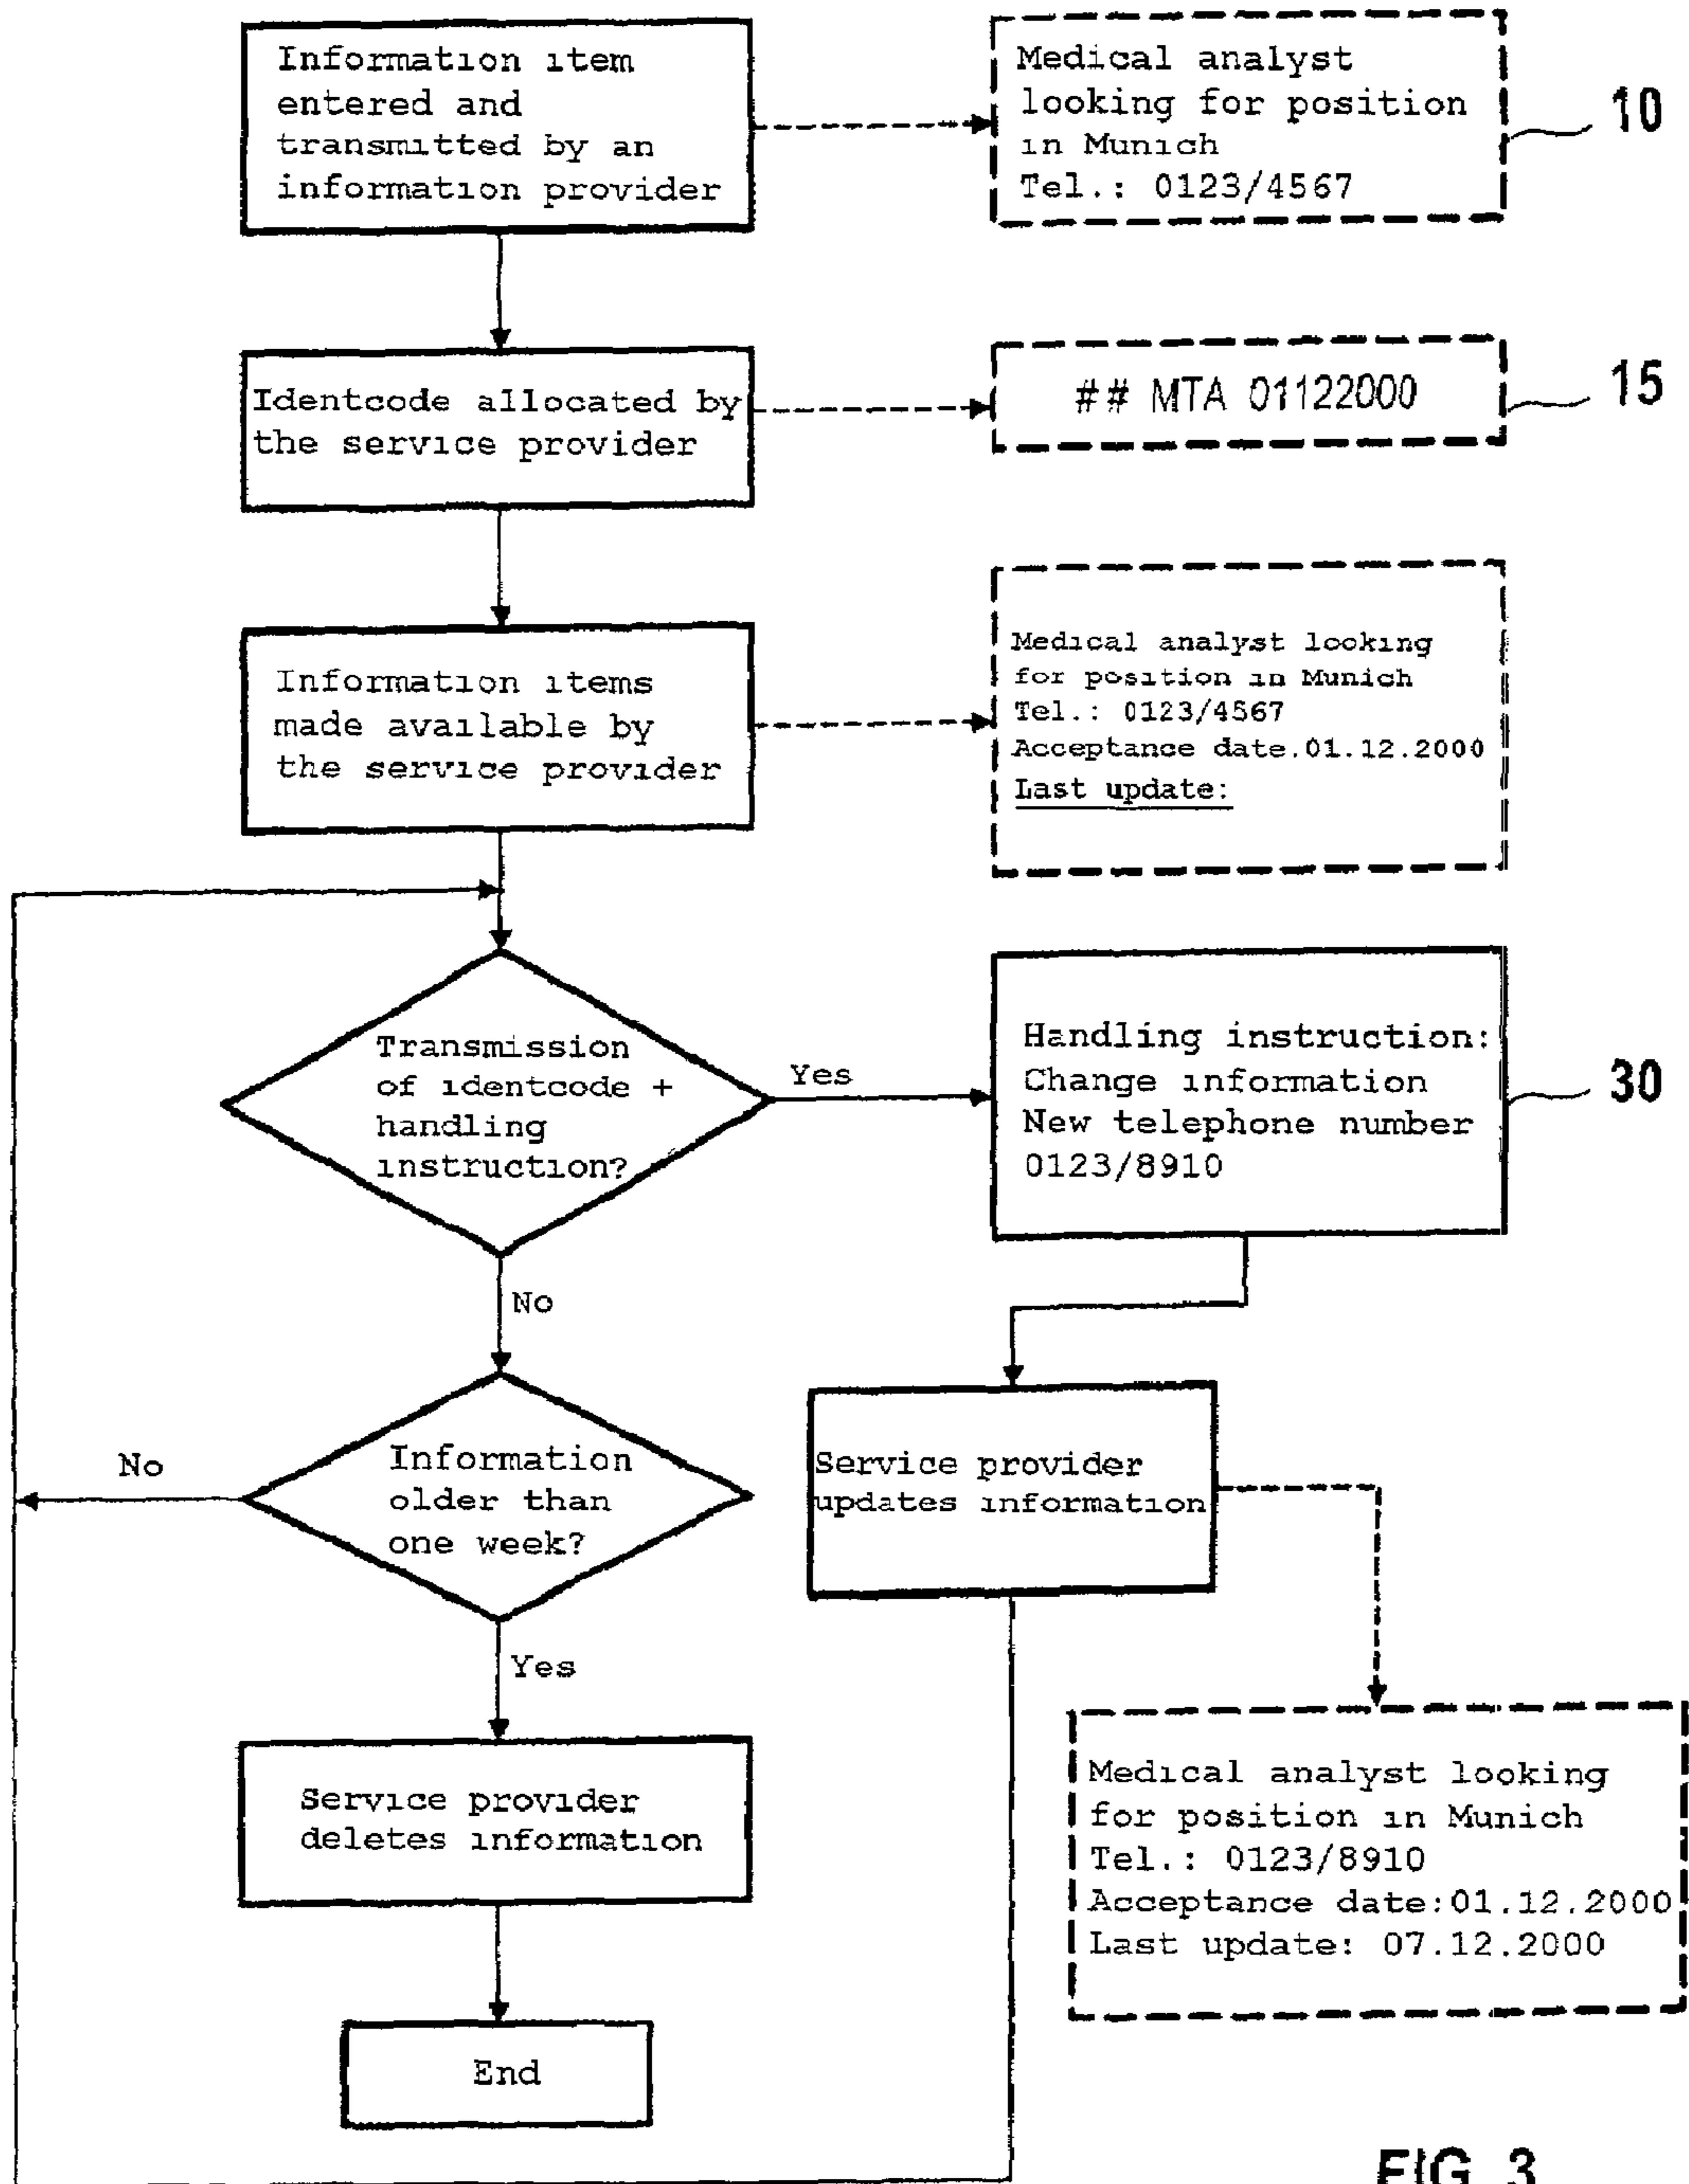 Information item
entered and
transmitted by an
information provider
Medical analyst
looking for position
in Munich
Tel.: 0123/4567
10
Identcode allocated by
the service provider
## MTA 01122000
15
Information items
made available by
the service provider
Medical analyst looking
for position in Munich
Tel.: 0123/4567
Acceptance date.01.12.2000
Last update:
Transmission
of identcode +
handling
instruction?
Yes
Handling instruction:
Change information
New telephone number
0123/8910
30
No
Information
older than
one week?
No
Service provider
updates information
Yes
Service provider
deletes information
Medical analyst looking
for position in Munich
Tel.: 0123/8910
Acceptance date:01.12.2000
Last update: 07.12.2000
End
FIG. 3